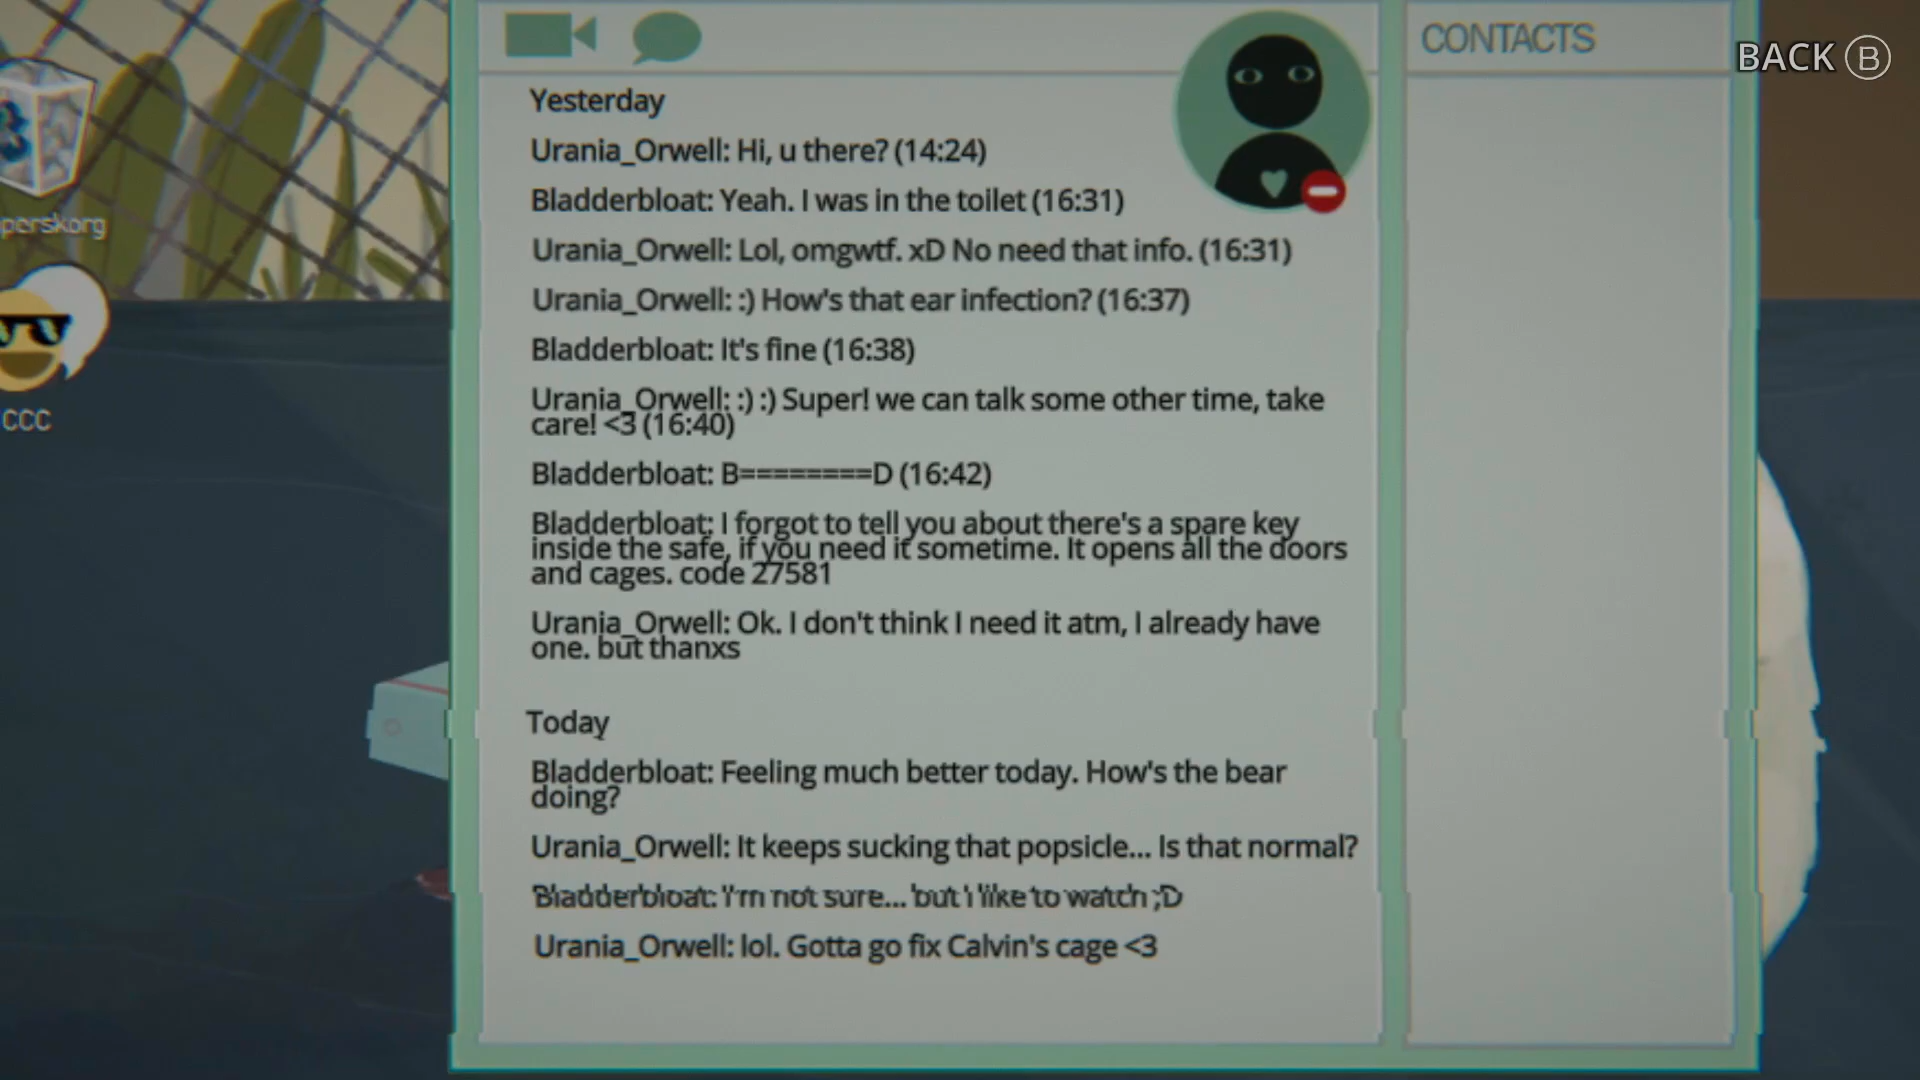 CONTACTS
BACK B
Yesterday
Urania_Orwell: Hi, u there? (14:24)
Bladderbloat: Yeah. I was in the toilet (16:31)
Urania_Orwell: Lol, omgwtf. xD No need that info. (16:31)
Urania_Orwell: :) How's that ear infection? (16:37)
Bladderbloat: It's fine (16:38)
Urania_Orwell: :) :) Super! we can talk some other time, take
care! <3 (16:40)
Bladderbloat: B========D (16:42)
Bladderbloat: I forgot to tell you about there's a spare key
inside the safe, if you need it sometime. It opens all the doors
and cages. code 27581
Urania_Orwell: Ok. I don't think I need it atm, I already have
one. but thanxs
Today
Bladderbloat: Feeling much better today. How's the bear
doing?
Urania_Orwell: It keeps sucking that popsicle... Is that normal?
Bladderbloat: I'm not sure... but i like to watch ;D
Urania_Orwell: lol. Gotta go fix Calvin's cage <3
perskorg
CCC